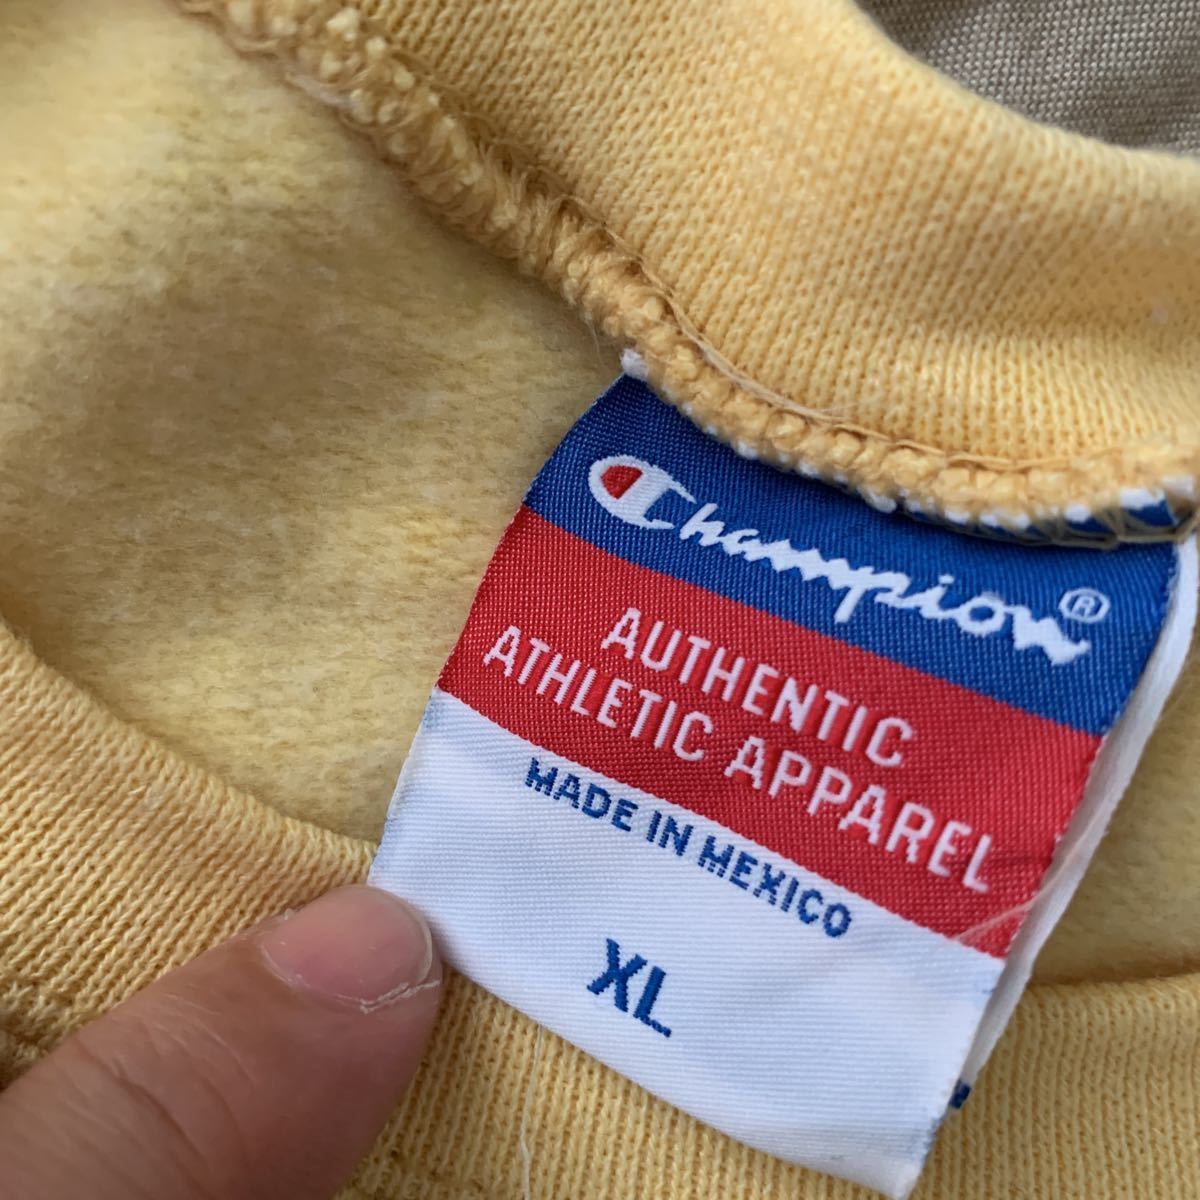 Champion®
AUTHENTIC
ATHLETIC APPAREL
MADE IN MEXICO
XL